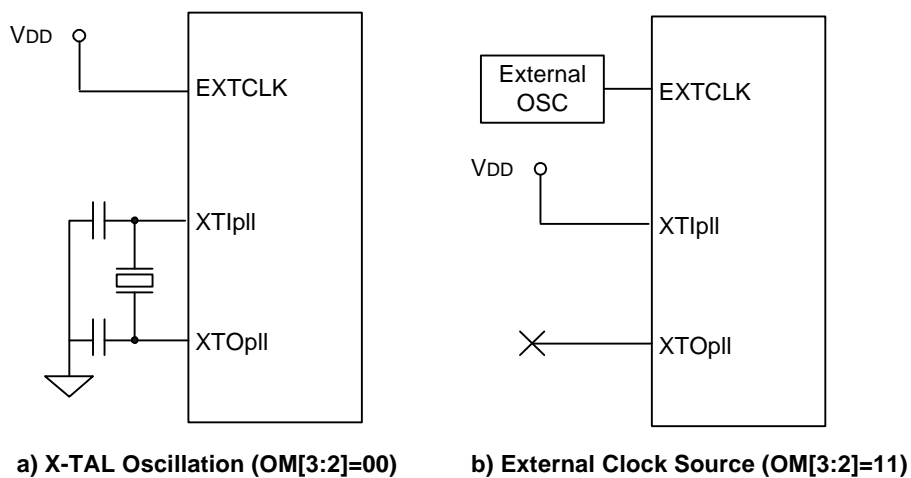 VDD
EXTCLK
XTIpll
XTOpll
a) X-TAL Oscillation (OM[3:2]=00)
External
OSC
EXTCLK
VDD
XTIpll
XTOpll
b) External Clock Source (OM[3:2]=11)